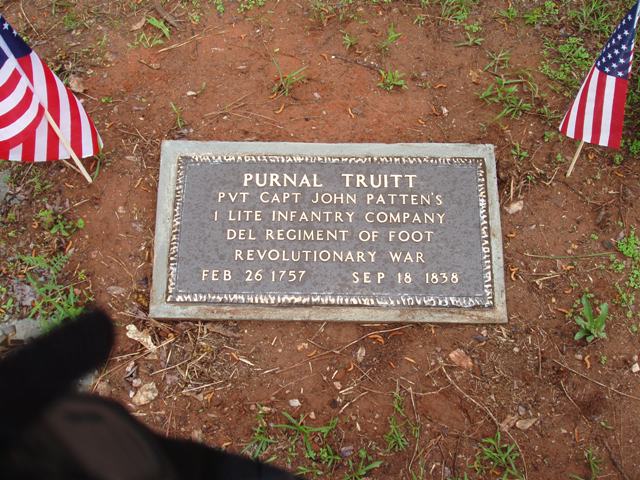 PURNAL TRUITT
PVT CAPT JOHN PATTEN'S
1 LITE INFANTRY COMPANY
DEL REGIMENT OF FOOT
REVOLUTIONARY WAR
FEB 26 1757 SEP 18 1838